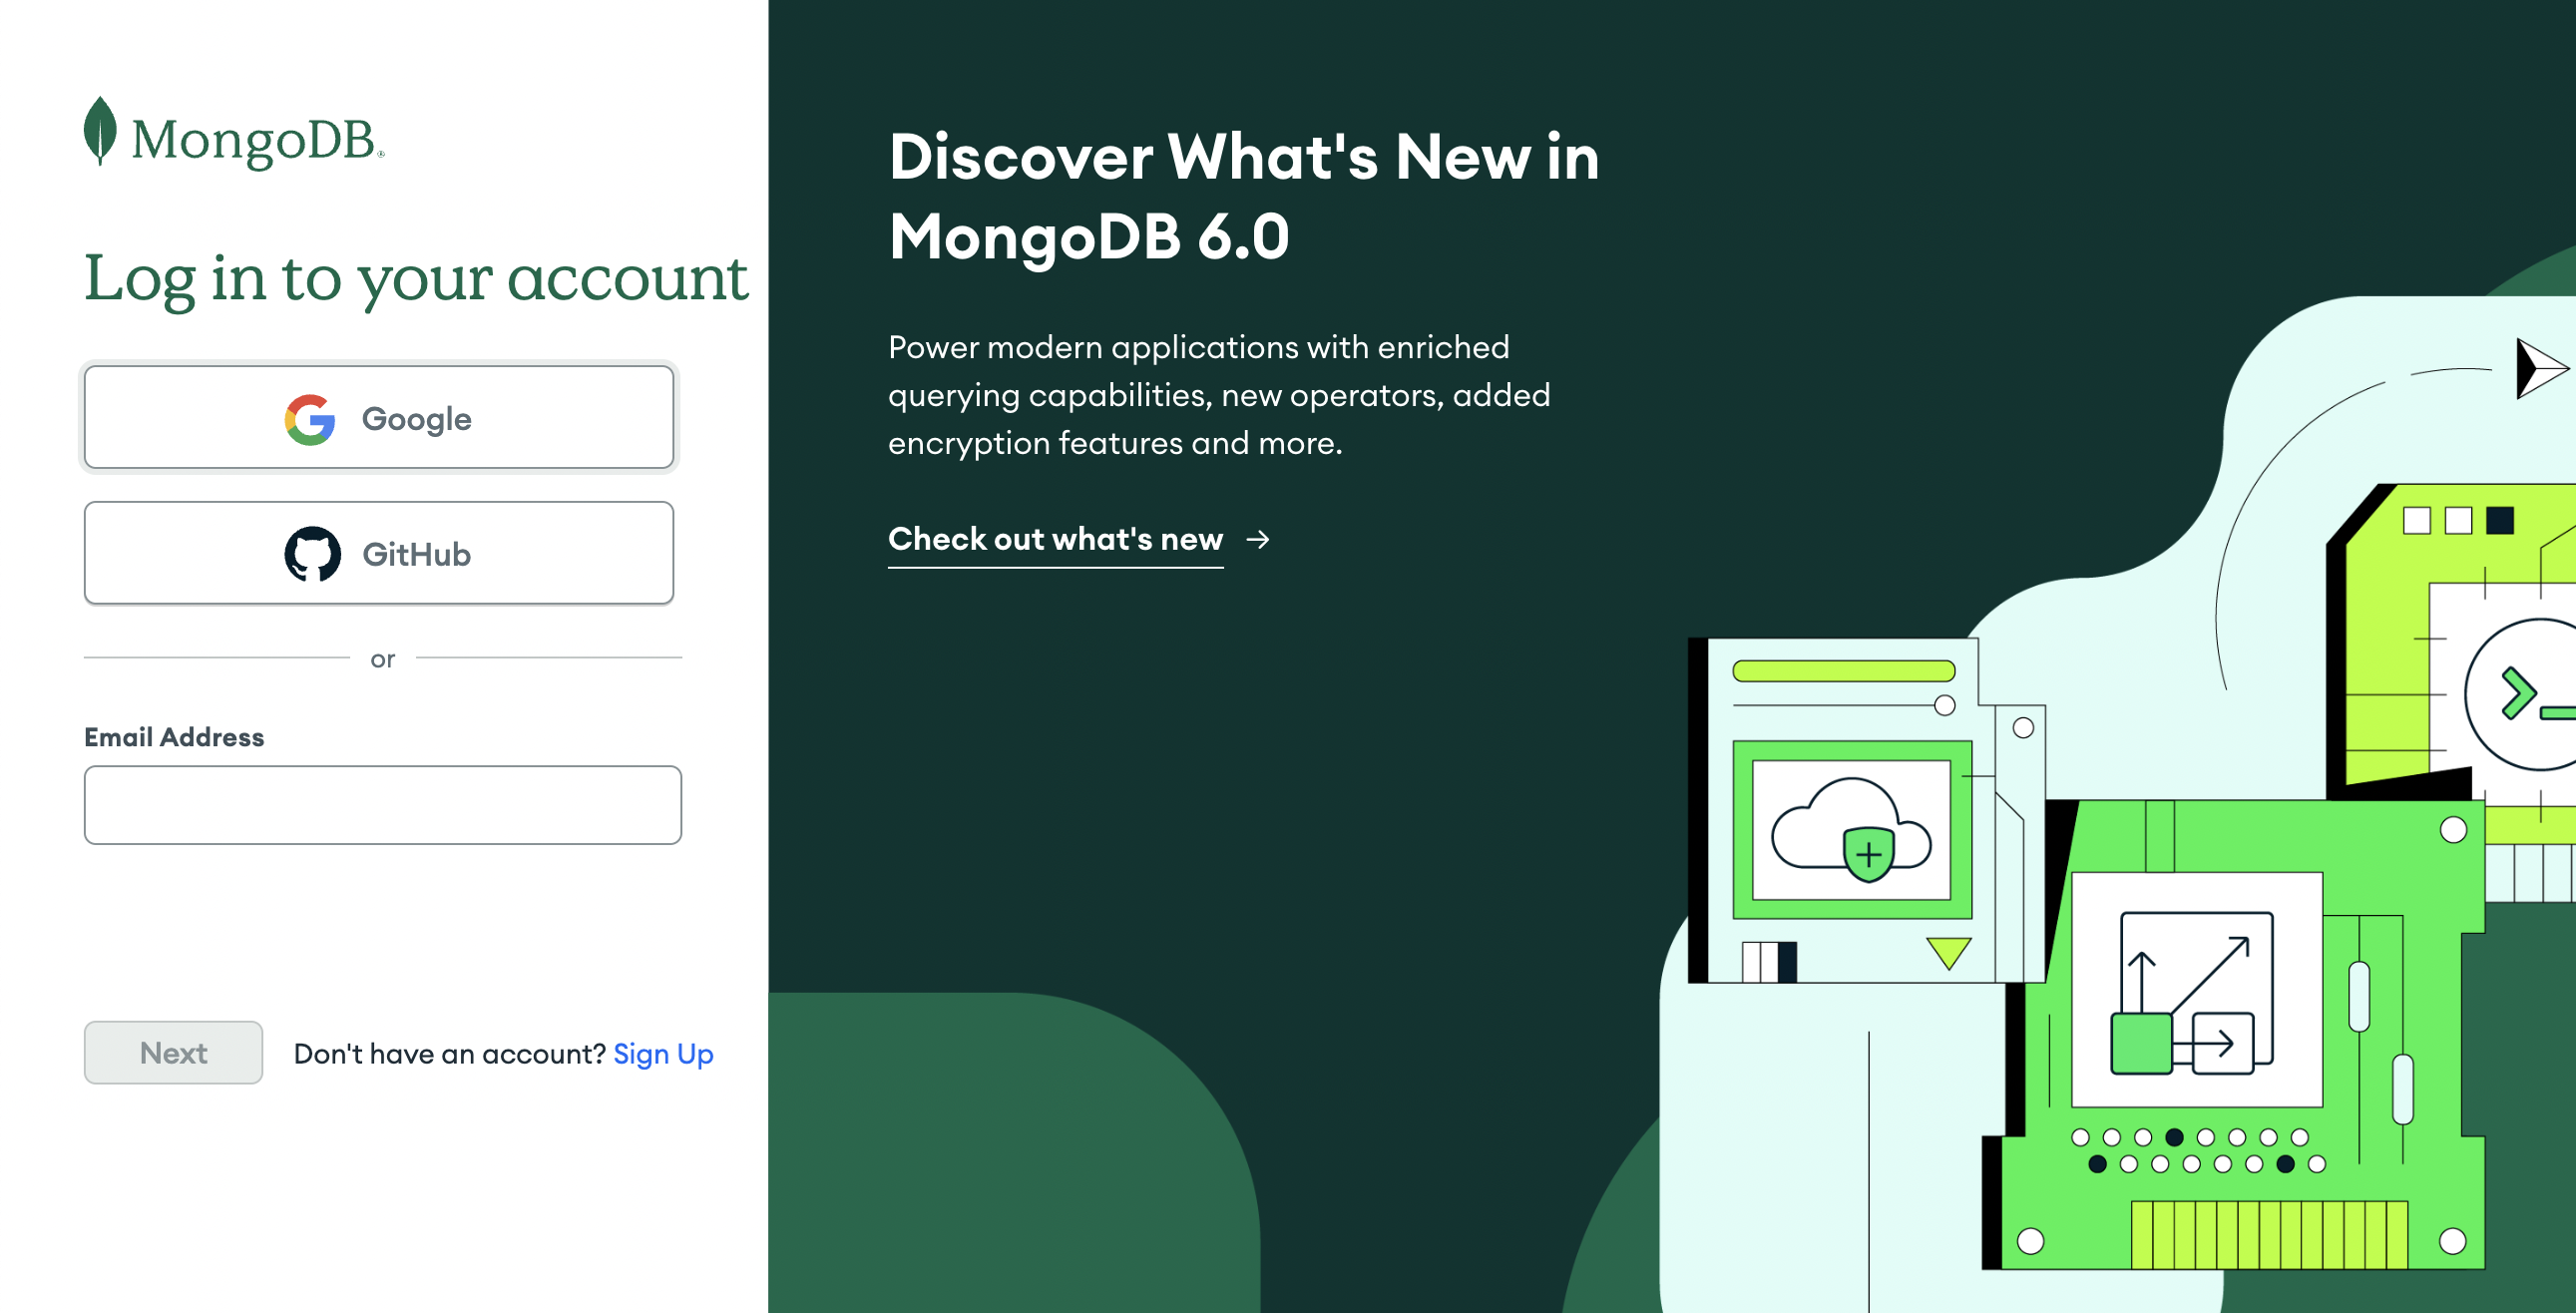 MongoDB®
Log in to your account
Google
GitHub
or
Email Address
Next
Don't have an account? Sign Up
Discover What's New in
MongoDB 6.0
Power modern applications with enriched
querying capabilities, new operators, added
encryption features and more.
Check out what's new →